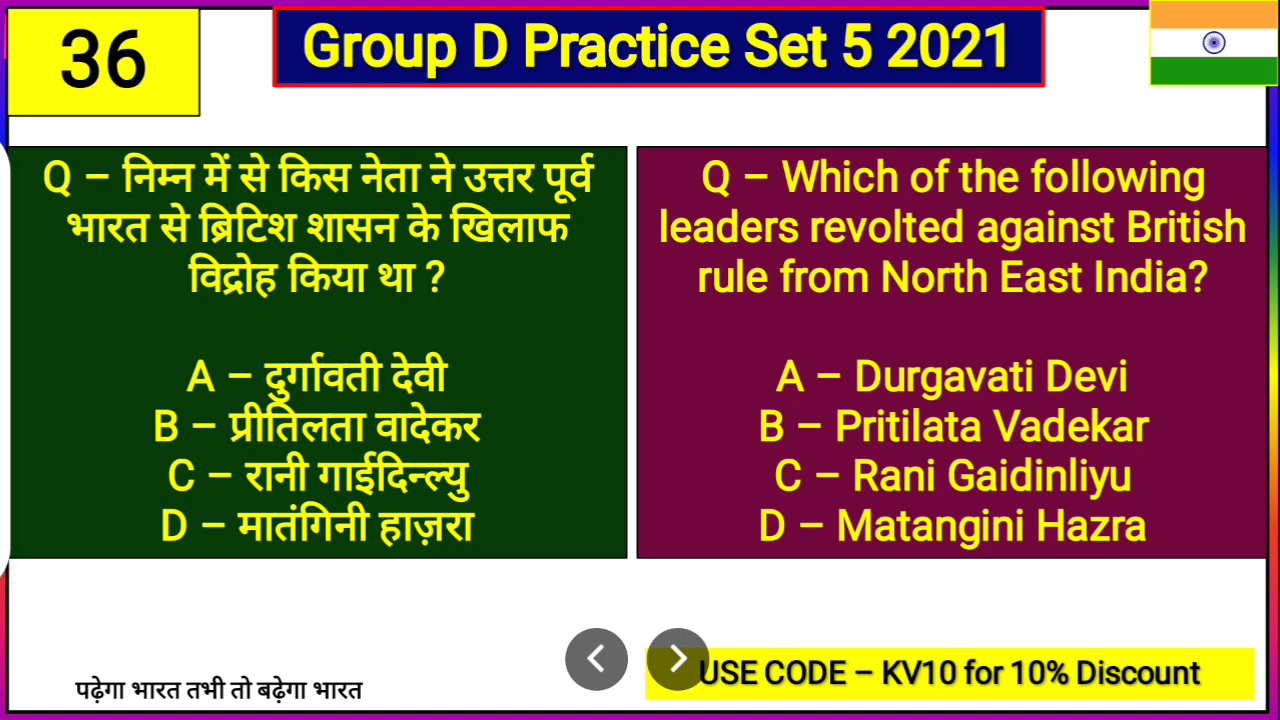 36
Group D Practice Set 5 2021
Q – निम्न में से किस नेता ने उत्तर पूर्व
भारत से ब्रिटिश शासन के खिलाफ
विद्रोह किया था ?
A – दुर्गावती देवी
B – प्रीतिलता वादेकर
C – रानी गाईदिन्ल्यु
D – मातंगिनी हाज़रा
Q – Which of the following
leaders revolted against British
rule from North East India?
A – Durgavati Devi
B – Pritilata Vadekar
C – Rani Gaidinliyu
D – Matangini Hazra
पढ़ेगा भारत तभी तो बढ़ेगा भारत
USE CODE – KV10 for 10% Discount